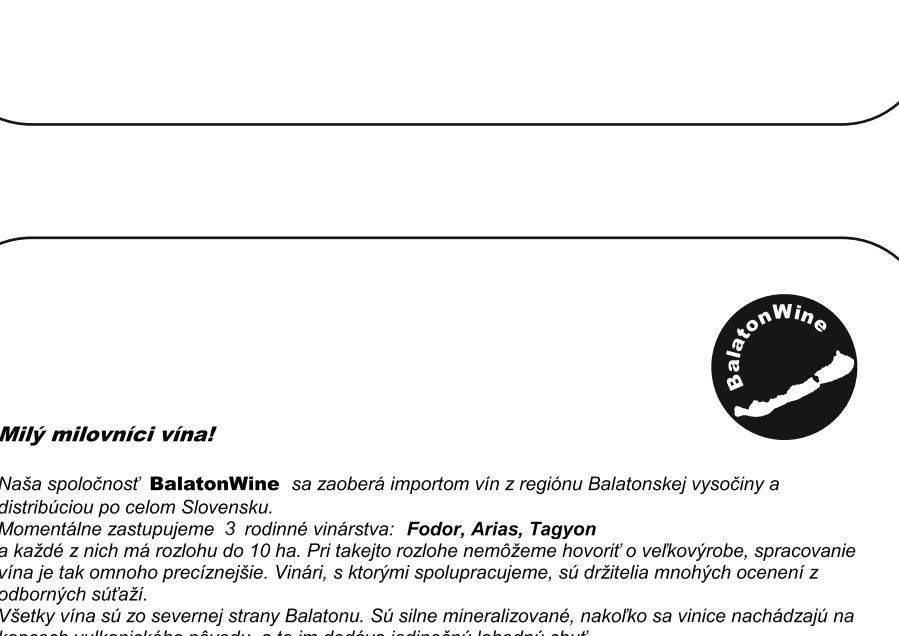 BalatonWine
Milý milovníci vína!
Naša spoločnosť BalatonWine sa zaoberá importom vín z regiónu Balatonskej vysočiny a
distribúciou po celom Slovensku.
Momentálne zastupujeme 3 rodinné vinárstva: Fodor, Arias, Tagyon
a každé z nich má rozlohu do 10 ha. Pri takejto rozlohe nemôžeme hovoriť o veľkovýrobe, spracovanie
vína je tak omnoho precíznejšie. Vinári, s ktorými spolupracujeme, sú držitelia mnohých ocenení z
odborných súťaží.
Všetky vína sú zo severnej strany Balatonu. Sú silne mineralizované, nakoľko sa vinice nachádzajú na